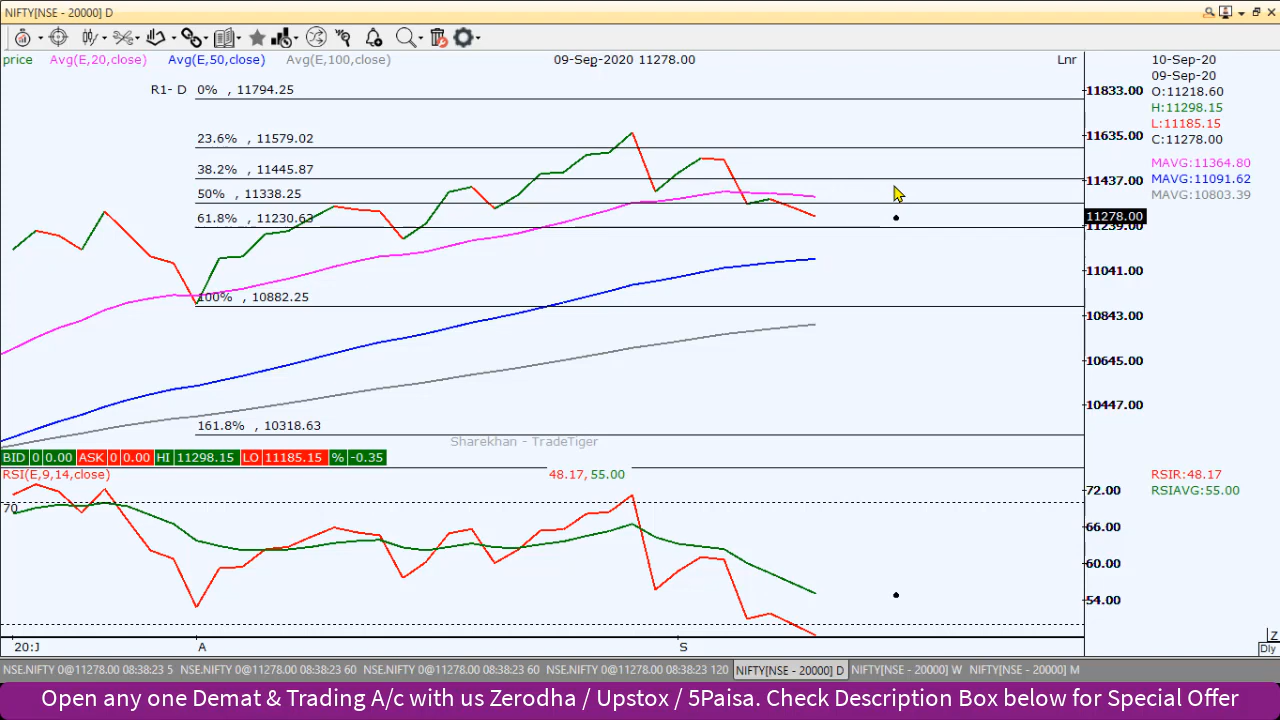 NIFTY[NSE - 20000] D
price Avg(E,20,close) Avg(E,50,close) Avg(E,100,close) 09-Sep-2020 11278.00 Lnr
10-Sep-20
09-Sep-20
O:11218.60
H:11298.15
L:11185.15
C:11278.00
MAVG:11364.80
MAVG:11091.62
MAVG:10803.39
R1- D 0% , 11794.25
23.6% , 11579.02
38.2% , 11445.87
50% , 11338.25
61.8% , 11230.63
100% , 10882.25
161.8% , 10318.63
11833.00
11635.00
11437.00
11278.00
11239.00
11041.00
10843.00
10645.00
10447.00
Sharekhan - TradeTiger
BID 0 0.00 ASK 0 0.00 HI 11298.15 LO 11185.15 % -0.35
RSI(E,9,14,close) 48.17, 55.00
RSIR:48.17
RSIAVG:55.00
70
72.00
66.00
60.00
54.00
20:J A S
Z
Dly
NSE.NIFTY 0@11278.00 08:38:23 5 NSE.NIFTY 0@11278.00 08:38:23 60 NSE.NIFTY 0@11278.00 08:38:23 60 NSE.NIFTY 0@11278.00 08:38:23 120 NIFTY[NSE - 20000] D NIFTY[NSE - 20000] W NIFTY[NSE - 20000] M
Open any one Demat & Trading A/c with us Zerodha / Upstox / 5Paisa. Check Description Box below for Special Offer